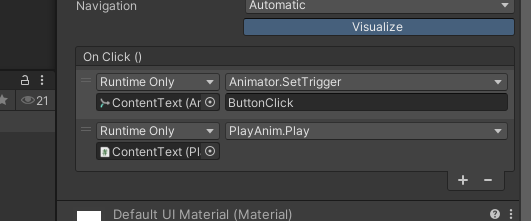 Navigation Automatic
Visualize
On Click ()
Runtime Only Animator.SetTrigger
ContentText (Ar ButtonClick
Runtime Only PlayAnim.Play
ContentText (Pl
21
Default UI Material (Material)